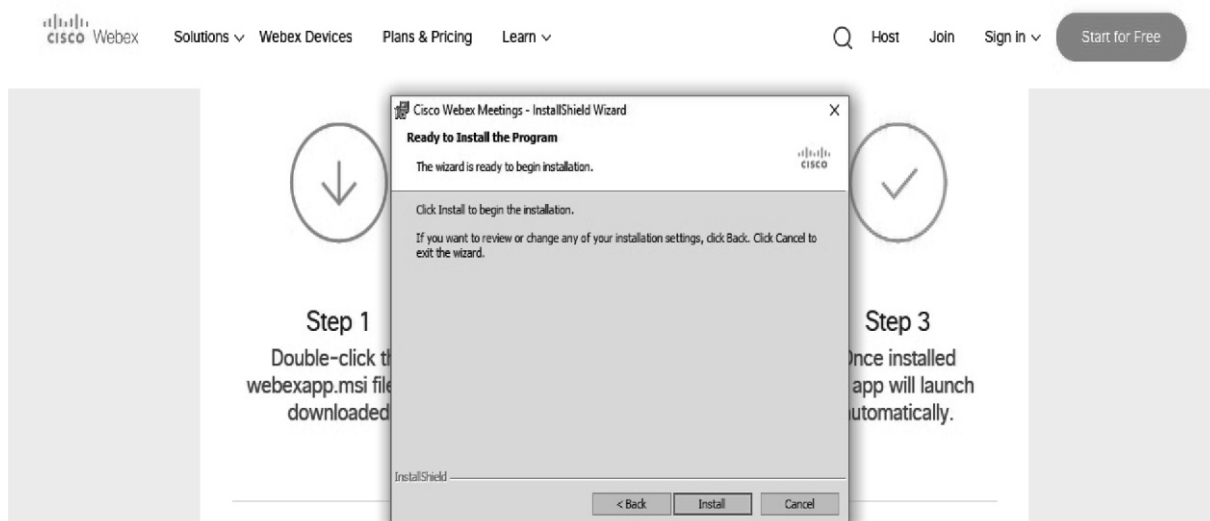 CISCO Webex Solutions Webex Devices Plans & Pricing Learn Host Join Sign in Start for Free
Cisco Webex Meetings - InstallShield Wizard X
Ready to Install the Program
The wizard is ready to begin installation.
CISCO
Click Install to begin the installation.
If you want to review or change any of your installation settings, click Back. Click Cancel to
exit the wizard.
InstallShield
< Back Install Cancel
Step 1
Double-click
webexapp.msi
downloaded
Step 3
installed
app will launch